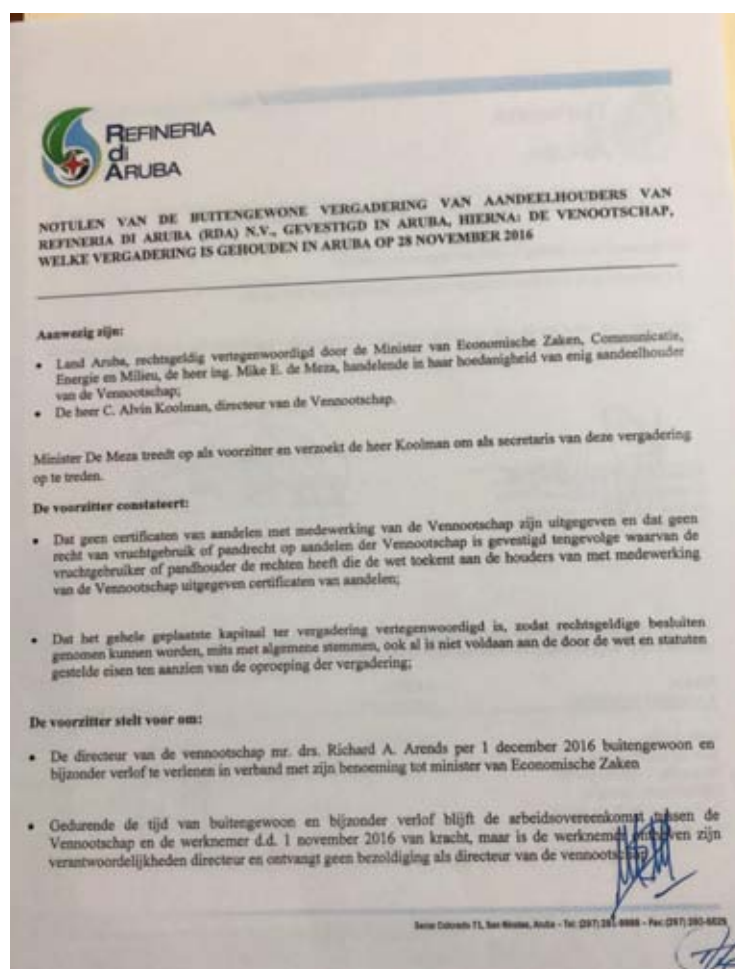 REFINERIA
di
ARUBA
NOTULEN VAN DE BUITENGEWONE VERGADERING VAN AANDEELHOUDERS VAN
REFINERIA DI ARUBA (RDA) N.V., GEVESTIGD IN ARUBA, HIERNA: DE VENOOTSCHAP,
WELKE VERGADERING IS GEHOUDEN IN ARUBA OP 28 NOVEMBER 2016
Aanwezig zijn:
• Land Aruba, rechtsgeldig vertegenwoordigd door de Minister van Economische Zaken, Communicatie,
Energie en Milieu, de heer ing. Mike E. de Meza, handelende in haar hoedanigheid van enig aandeelhouder
van de Vennootschap;
• De heer C. Alvin Koolman, directeur van de Vennootschap.
Minister De Meza treedt op als voorzitter en verzoekt de heer Koolman om als secretaris van deze vergadering
op te treden.
De voorzitter constateert:
• Dat geen certificaten van aandelen met medewerking van de Vennootschap zijn uitgegeven en dat geen
recht van vruchtgebruik of pandrecht op aandelen der Vennootschap is gevestigd tengevolge waarvan de
vruchtgebruiker of pandhouder de rechten heeft die de wet toekent aan de houders van met medewerking
van de Vennootschap uitgegeven certificaten van aandelen;
• Dat het gehele geplaatste kapitaal ter vergadering vertegenwoordigd is, zodat rechtsgeldige besluiten
genomen kunnen worden, mits met algemene stemmen, ook al is niet voldaan aan de door de wet en statuten
gestelde eisen ten aanzien van de oproeping der vergadering;
De voorzitter stelt voor om:
• De directeur van de vennootschap mr. drs. Richard A. Arends per 1 december 2016 buitengewoon en
bijzonder verlof te verlenen in verband met zijn benoeming tot minister van Economische Zaken
• Gedurende de tijd van buitengewoon en bijzonder verlof blijft de arbeidsovereenkomst tussen de
Vennootschap en de werknemer d.d. 1 november 2016 van kracht, maar is de werknemer ontheven zijn
verantwoordelijkheden directeur en ontvangt geen bezoldiging als directeur van de vennootschap
Seroe Colorado 71, San Nicolas, Aruba - Tel: (297)